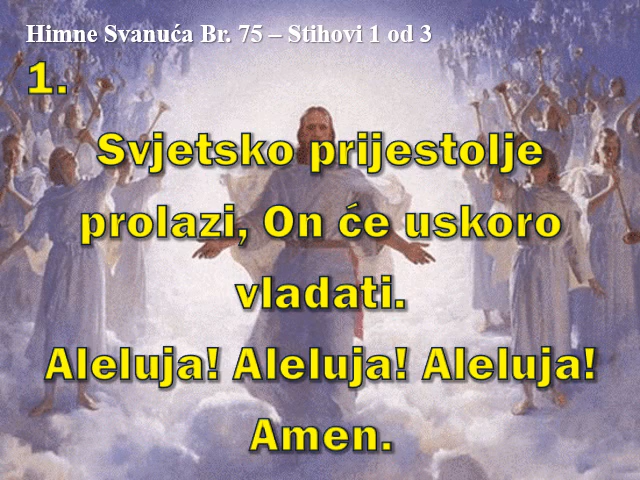 Himne Svanuća Br. 75 – Stihovi 1 od 3
1.
Svjetsko prijestolje
prolazi, On će uskoro
vladati.
Aleluja! Aleluja! Aleluja!
Amen.